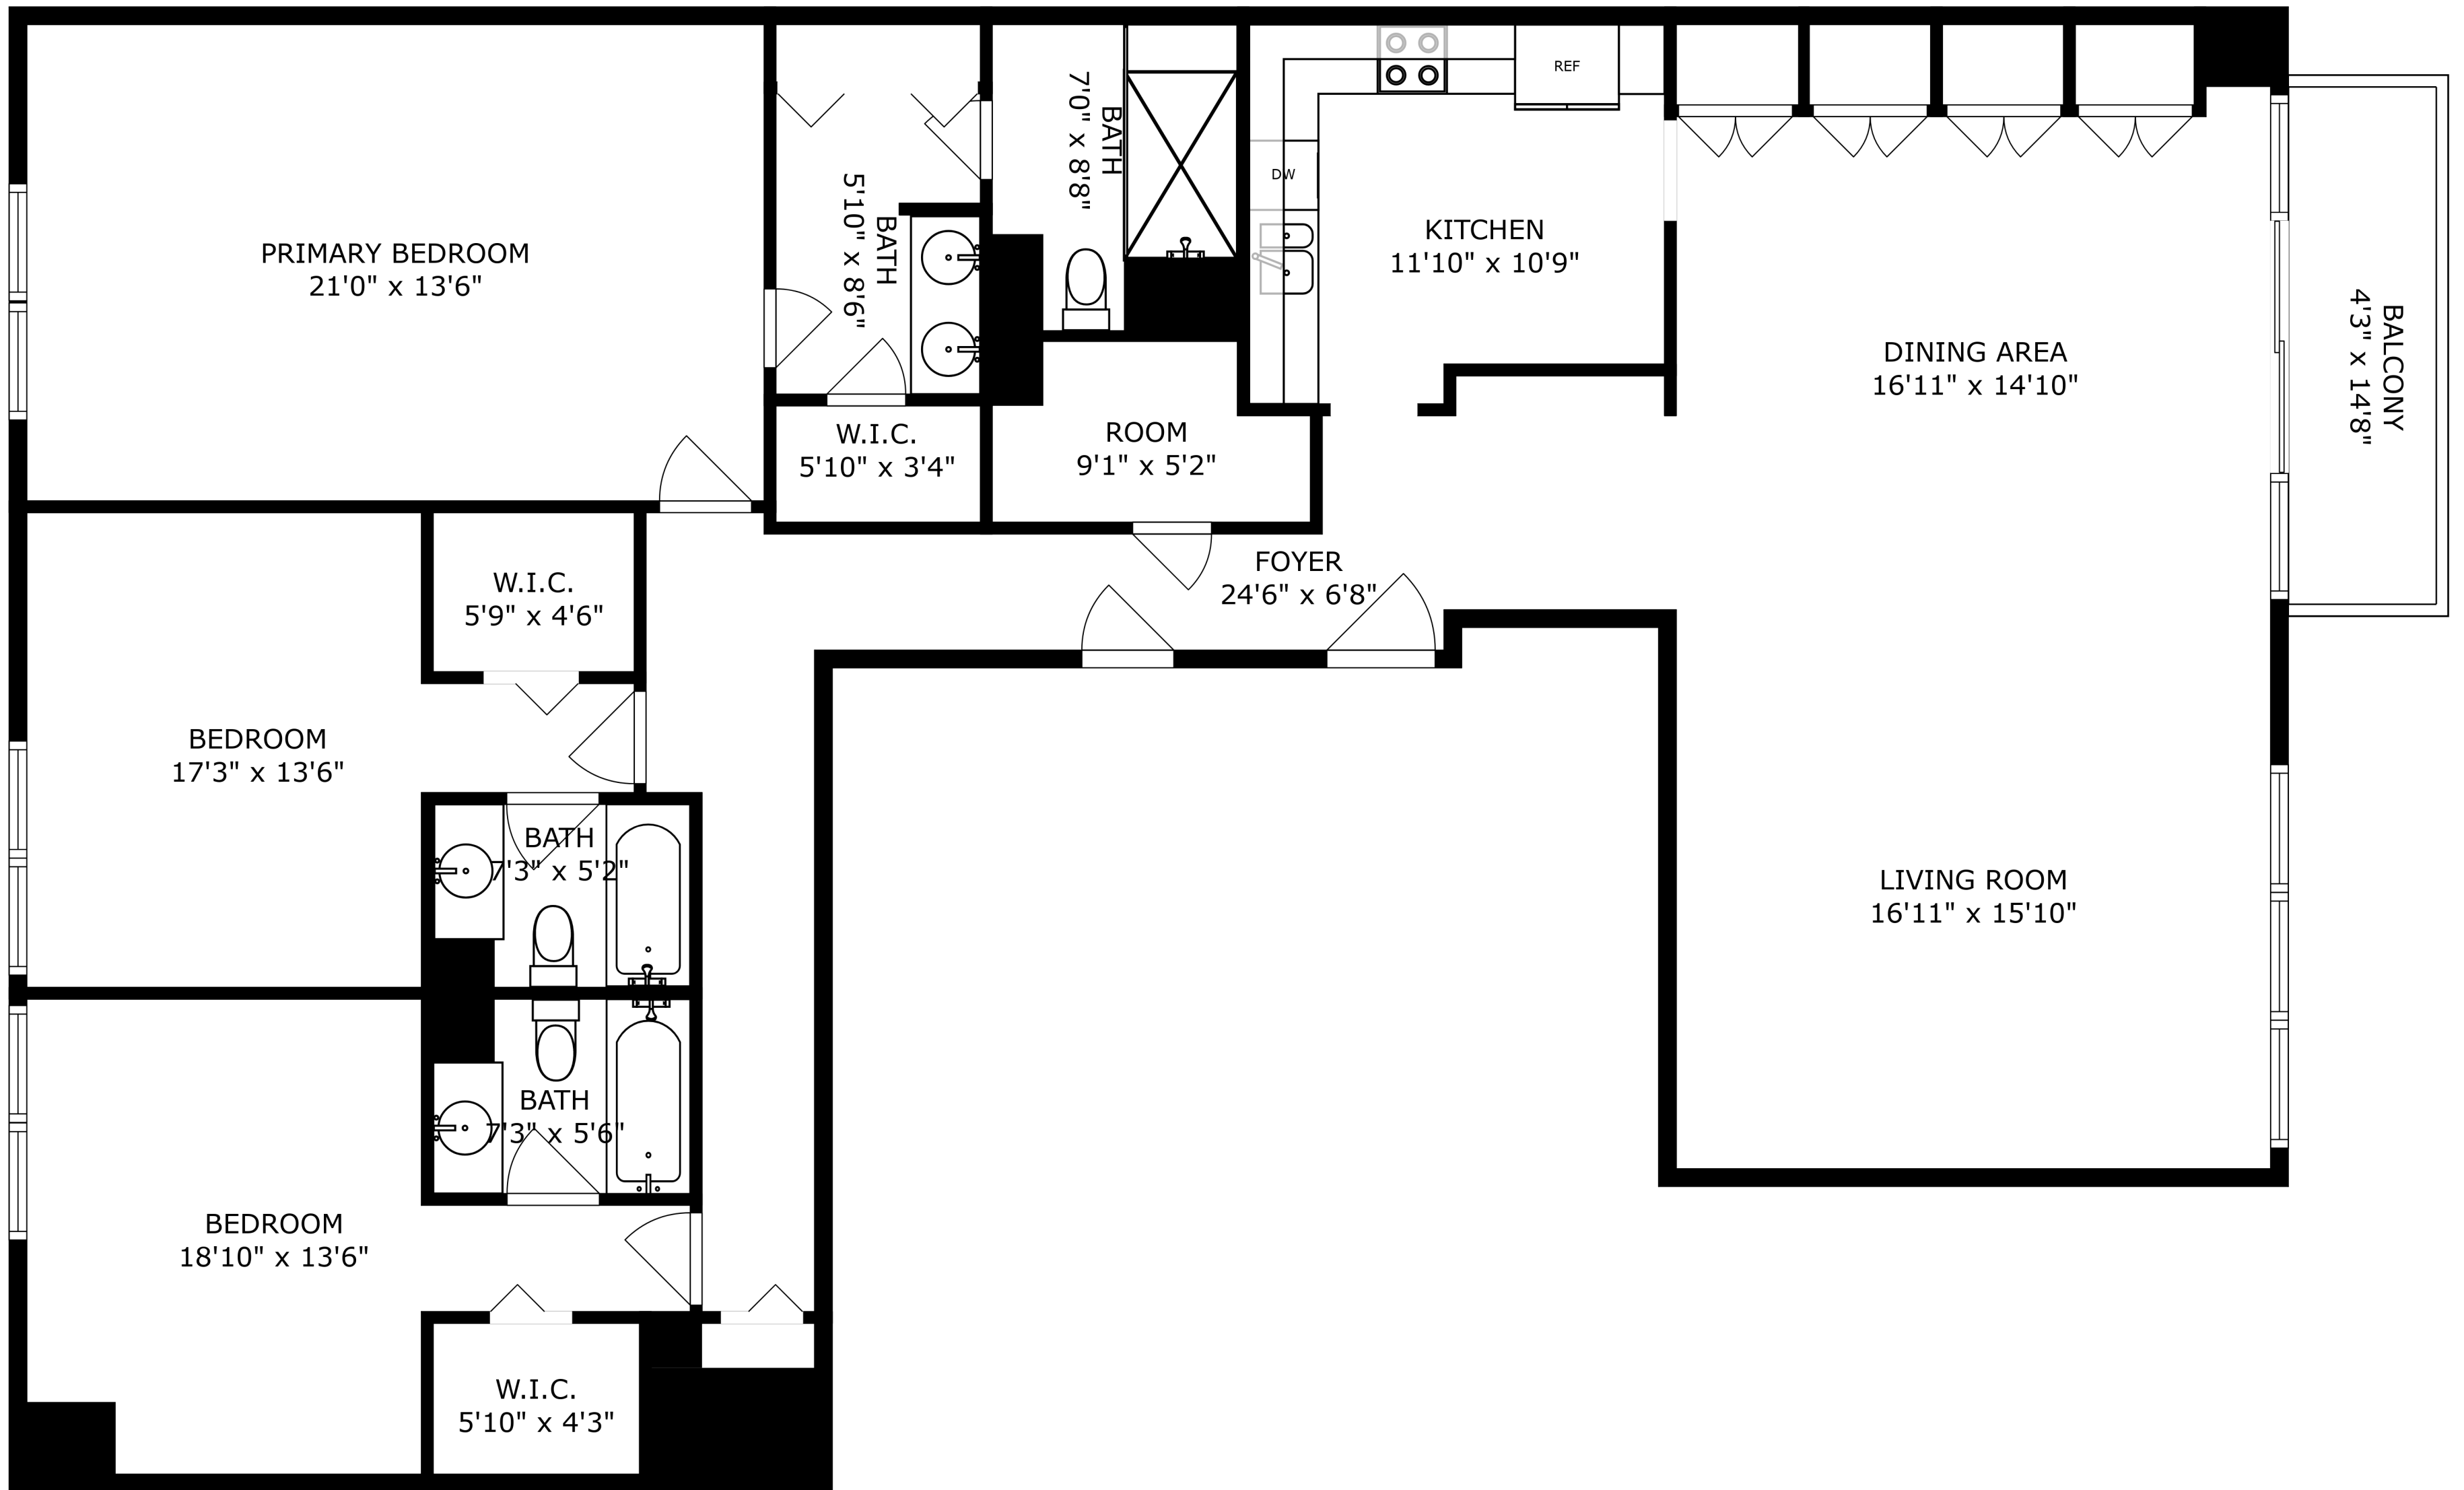 PRIMARY BEDROOM
21'0" x 13'6"
BATH
5'10" x 8'6"
BATH
7'0" x 8'8"
REF
DW
KITCHEN
11'10" x 10'9"
DINING AREA
16'11" x 14'10"
BALCONY
4'3" x 14'8"
W.I.C.
5'10" x 3'4"
ROOM
9'1" x 5'2"
FOYER
24'6" x 6'8"
W.I.C.
5'9" x 4'6"
BEDROOM
17'3" x 13'6"
BATH
7'3" x 5'2"
LIVING ROOM
16'11" x 15'10"
BATH
7'3" x 5'6"
BEDROOM
18'10" x 13'6"
W.I.C.
5'10" x 4'3"